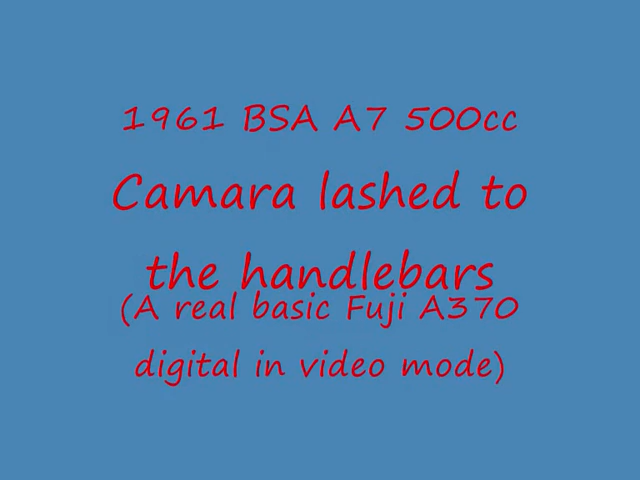 1961 BSA A7 500cc
Camara lashed to
the handlebars
(A real basic Fuji A370
digital in video mode)